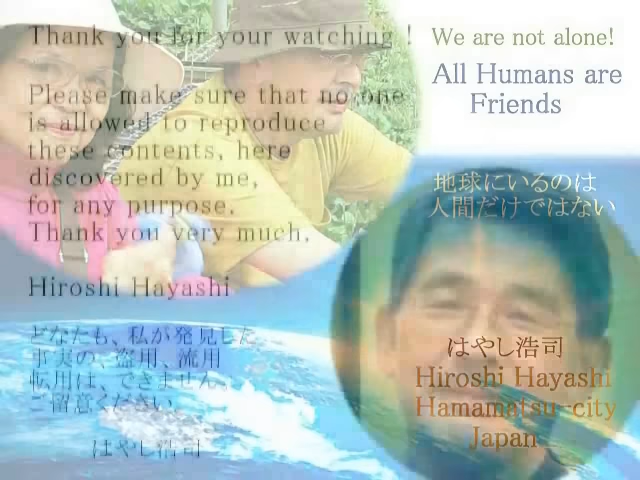 Thank you for your watching !
Please make sure that no one
is allowed to reproduce
these contents, here
discovered by me,
for any purpose.
Thank you very much,
Hiroshi Hayashi
どなたも、私が発見した
事実の、盗用、流用
転用は、できません。
ご留意ください。
はやし浩司
We are not alone!
All Humans are
Friends
地球にいるのは
人間だけではない
はやし浩司
Hiroshi Hayashi
Hamamatsu-city
Japan